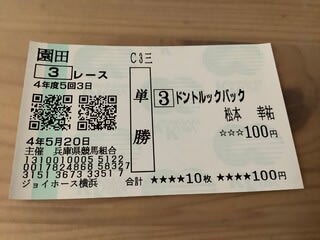 園田
3 レース
4年度5回3日
4年5月20日
主催 兵庫県競馬組合
1310010005 5122
0001782486B 58327
3151 3673 3351 7
ジョイホース横浜
C3三
単勝
3 ドントルックバック
松本 幸祐
☆☆☆100円
合計 ★★★★10枚 ★★★★100円